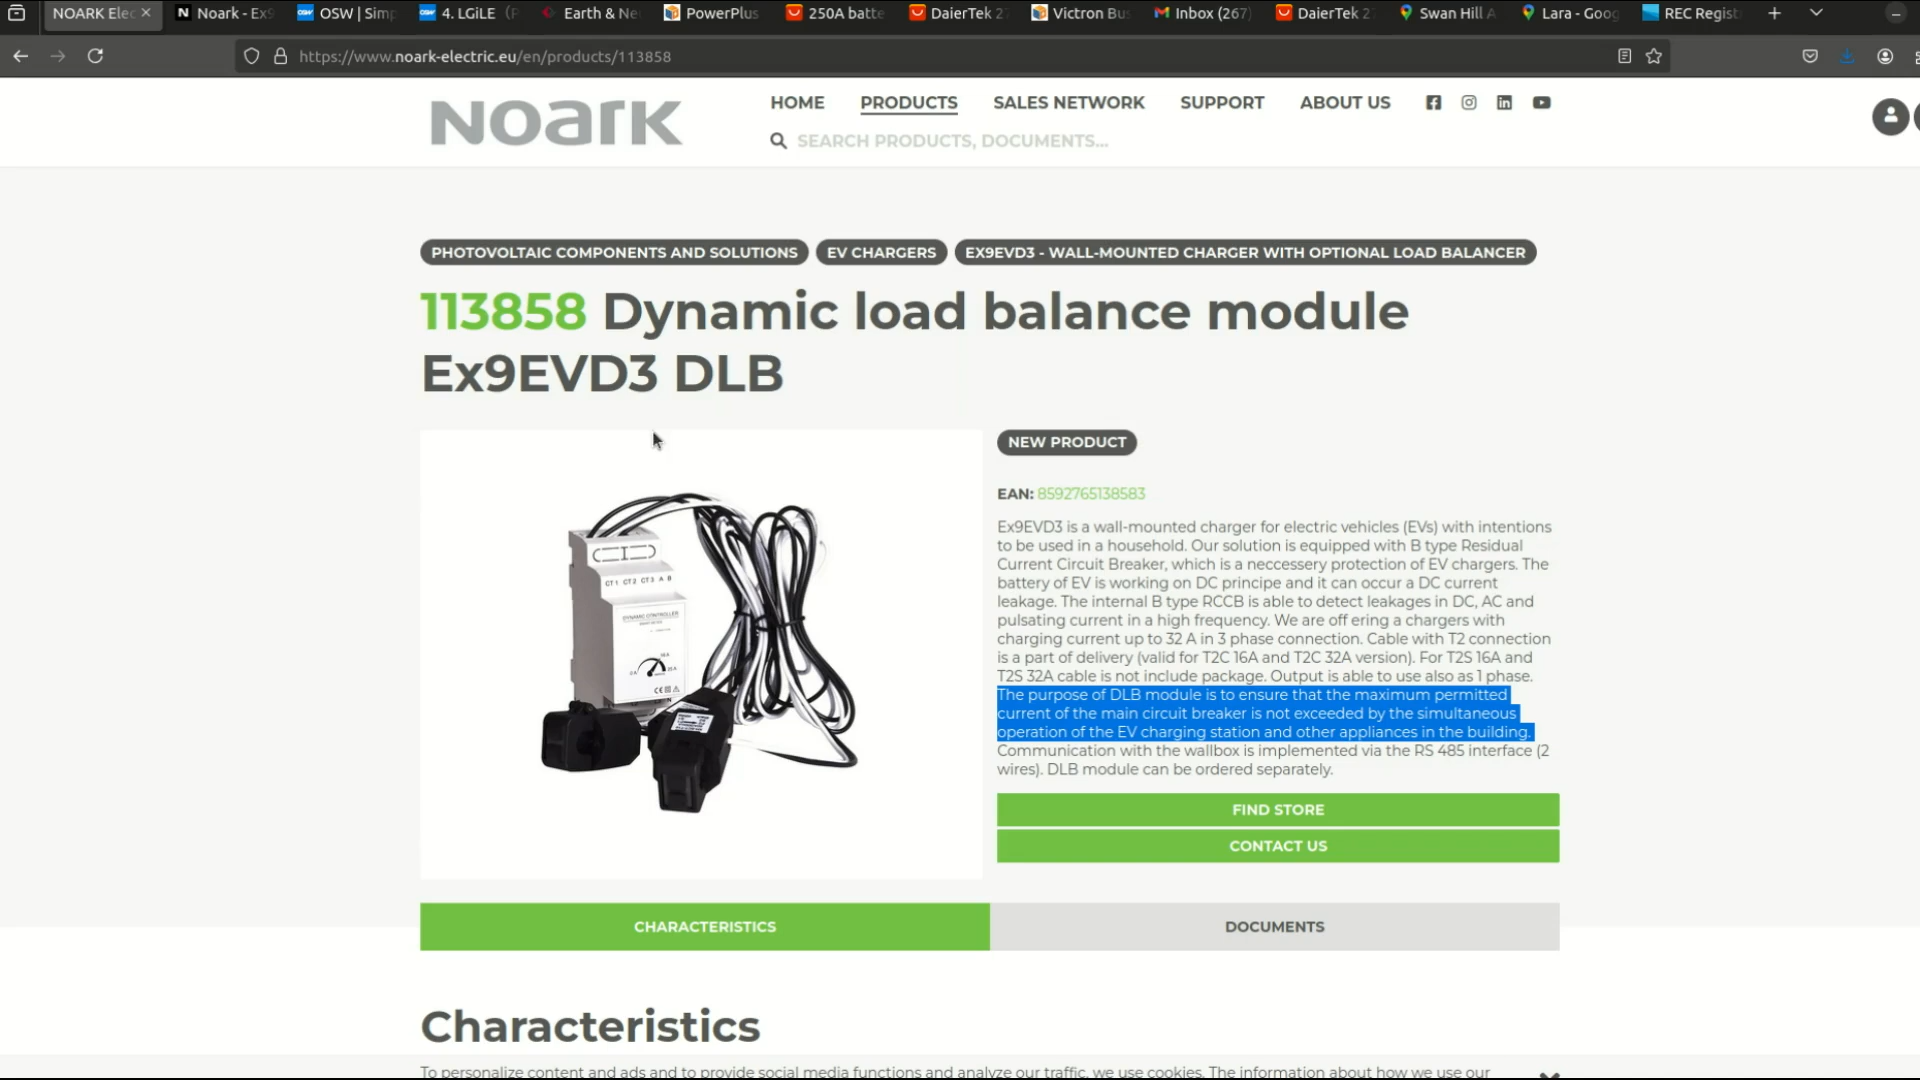 NOARK Elec
Noark - Ex9
OSW | Simp
4. LGiLE (P
Earth & Ne
PowerPlus
250A batte
DaierTek 2
Victron Bus
Inbox (267)
DaierTek 2
Swan Hill A
Lara - Goog
REC Regist
https://www.noark-electric.eu/en/products/113858
NOARK
HOME PRODUCTS SALES NETWORK SUPPORT ABOUT US
SEARCH PRODUCTS, DOCUMENTS...
PHOTOVOLTAIC COMPONENTS AND SOLUTIONS
EV CHARGERS
EX9EVD3 - WALL-MOUNTED CHARGER WITH OPTIONAL LOAD BALANCER
113858 Dynamic load balance module
Ex9EVD3 DLB
CT 1 CT 2 CT 3 A B
DYNAMIC CONTROLLER
NEW PRODUCT
EAN: 8592765138583
Ex9EVD3 is a wall-mounted charger for electric vehicles (EVs) with intentions
to be used in a household. Our solution is equipped with B type Residual
Current Circuit Breaker, which is a neccessery protection of EV chargers. The
battery of EV is working on DC principe and it can occur a DC current
leakage. The internal B type RCCB is able to detect leakages in DC, AC and
pulsating current in a high frequency. We are off ering a chargers with
charging current up to 32 A in 3 phase connection. Cable with T2 connection
is a part of delivery (valid for T2C 16A and T2C 32A version). For T2S 16A and
T2S 32A cable is not include package. Output is able to use also as 1 phase.
The purpose of DLB module is to ensure that the maximum permitted
current of the main circuit breaker is not exceeded by the simultaneous
operation of the EV charging station and other appliances in the building.
Communication with the wallbox is implemented via the RS 485 interface (2
wires). DLB module can be ordered separately.
FIND STORE
CONTACT US
CHARACTERISTICS
DOCUMENTS
Characteristics
To personalize content and ads and to provide social media functions and analyze our traffic, we use cookies. The information about how we use our